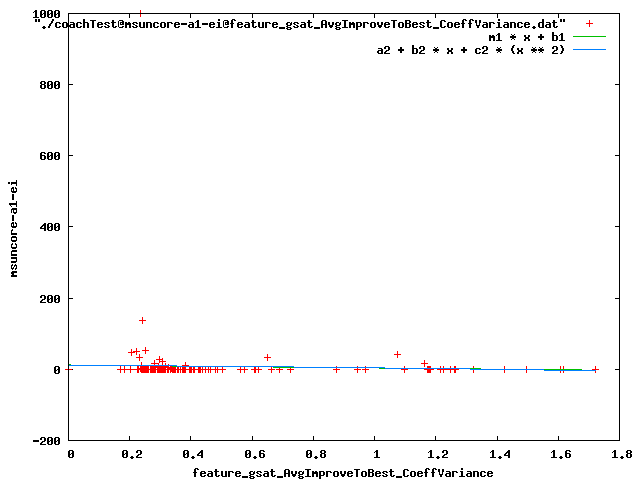 1000
"./coachTest@msuncore-a1-ei@feature_gsat_AvgImproveToBest_CoeffVariance.dat"
m1 * x + b1
a2 + b2 * x + c2 * (x ** 2)
800
600
400
200
0
-200
msuncore-a1-ei
0 0.2 0.4 0.6 0.8 1 1.2 1.4 1.6 1.8
feature_gsat_AvgImproveToBest_CoeffVariance